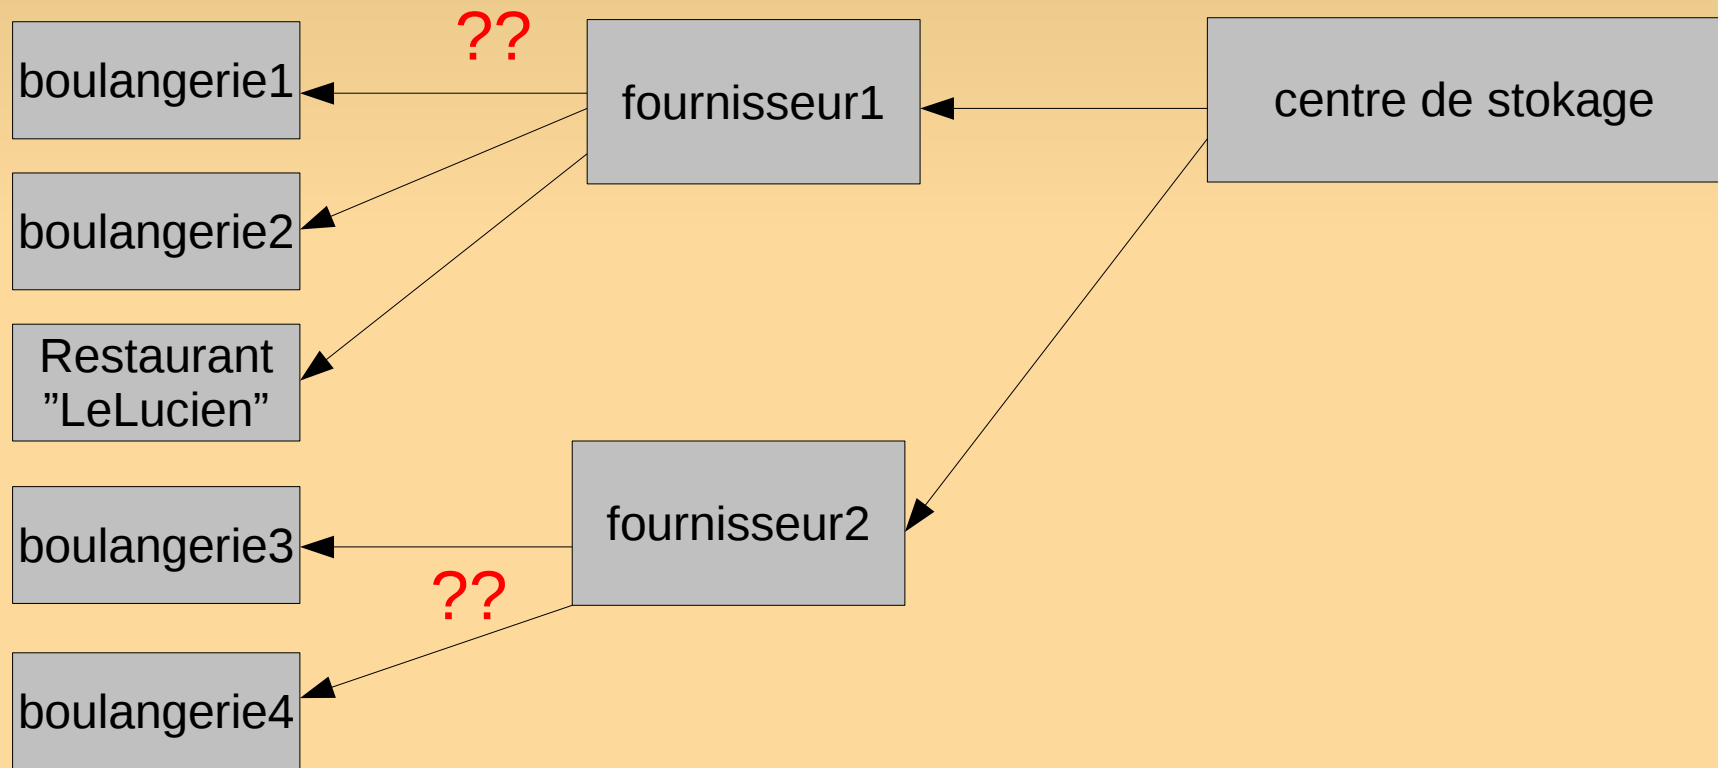 ??
boulangerie1
fournisseur1
centre de stokage
boulangerie2
Restaurant
”LeLucien”
boulangerie3
fournisseur2
??
boulangerie4